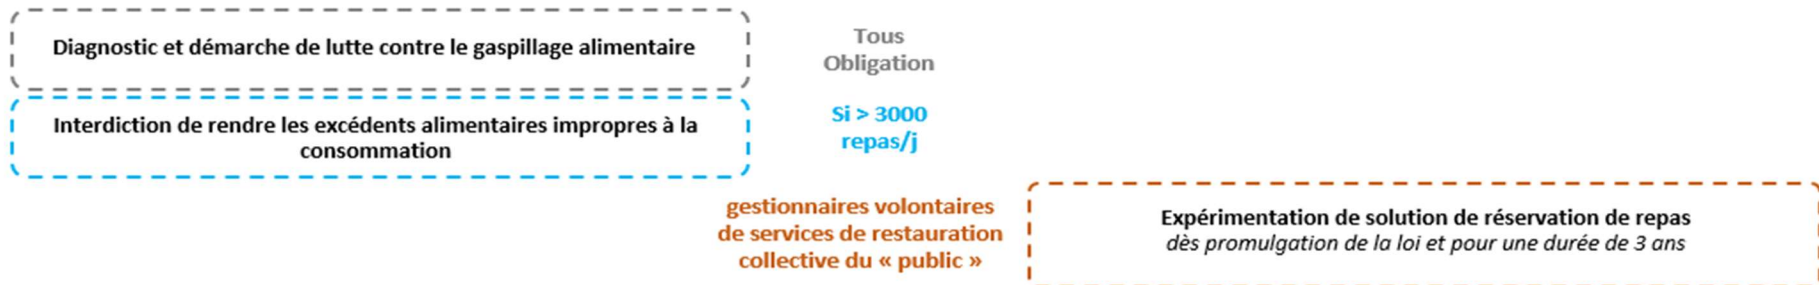 Diagnostic et démarche de lutte contre le gaspillage alimentaire
Tous
Obligation
Interdiction de rendre les excédents alimentaires impropres à la
consommation
Si > 3000
repas/j
gestionnaires volontaires
de services de restauration
collective du « public »
Expérimentation de solution de réservation de repas
dès promulgation de la loi et pour une durée de 3 ans